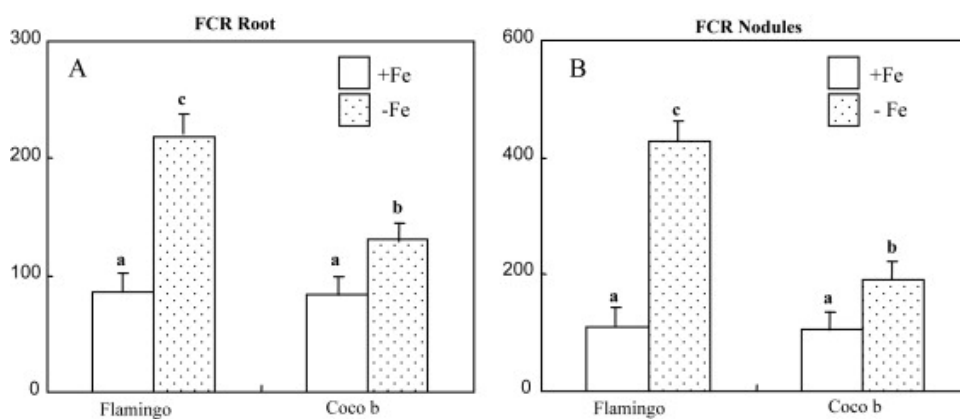 FCR Root
300
A
+Fe
-Fe
c
200
b
a
a
100
0
Flamingo
Coco b
FCR Nodules
600
B
+Fe
- Fe
c
400
b
200
a
a
0
Flamingo
Coco b